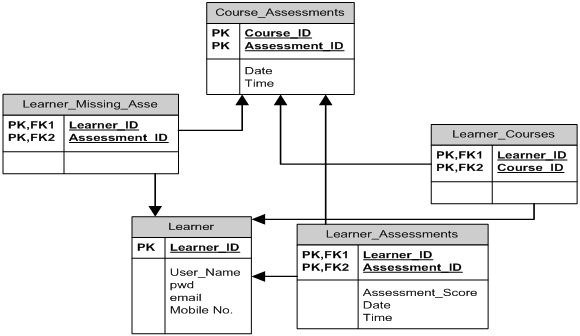 Course_Assessments
PK Course_ID
PK Assessment_ID
Date
Time
Learner_Missing_Asse
PK,FK1 Learner_ID
PK,FK2 Assessment_ID
Learner_Courses
PK,FK1 Learner_ID
PK,FK2 Course_ID
Learner
PK Learner_ID
User_Name
pwd
email
Mobile No.
Learner_Assessments
PK,FK1 Learner_ID
PK,FK2 Assessment_ID
Assessment_Score
Date
Time